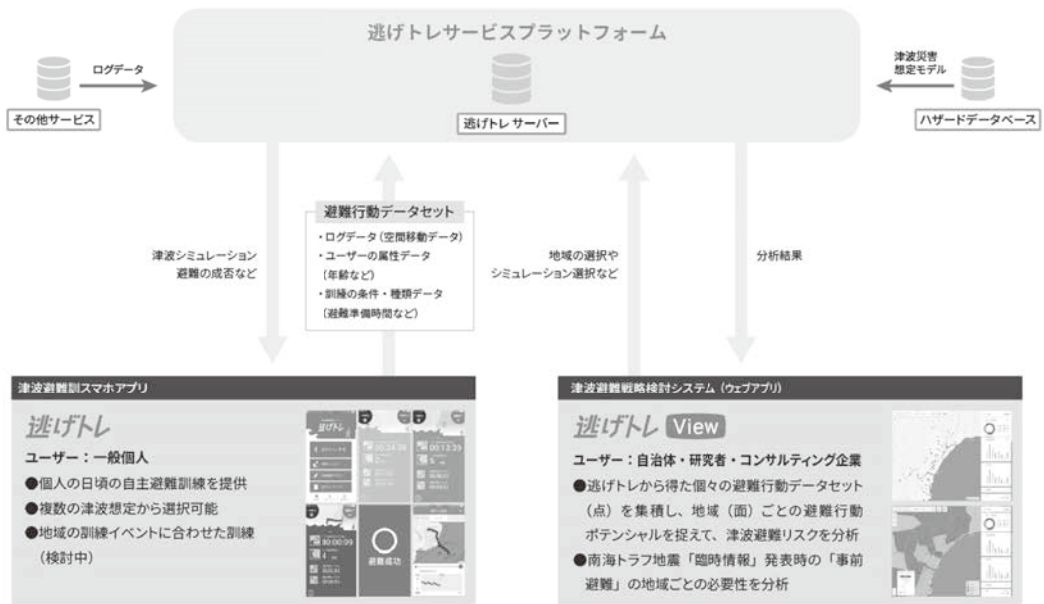 逃げトレサービスプラットフォーム
ログデータ
その他サービス
逃げトレ サーバー
津波災害
想定モデル
ハザードデータベース
津波シミュレーション
避難の成否など
避難行動データセット
・ログデータ(空間移動データ)
・ユーザーの属性データ
(年齢など)
・訓練の条件・種類データ
(避難準備時間など)
地域の選択や
シミュレーション選択など
分析結果
津波避難訓スマホアプリ
逃げトレ
ユーザー:一般個人
●個人の日頃の自主避難訓練を提供
●複数の津波想定から選択可能
●地域の訓練イベントに合わせた訓練
(検討中)
逃げトレ
00:24:39
00:12:39
00:00:09
避難成功
津波避難戦略検討システム(ウェブアプリ)
逃げトレ View
ユーザー:自治体・研究者・コンサルティング企業
●逃げトレから得た個々の避難行動データセット
(点)を集積し、地域(面)ごとの避難行動
ポテンシャルを捉えて、津波避難リスクを分析
●南海トラフ地震「臨時情報」発表時の「事前
避難」の地域ごとの必要性を分析